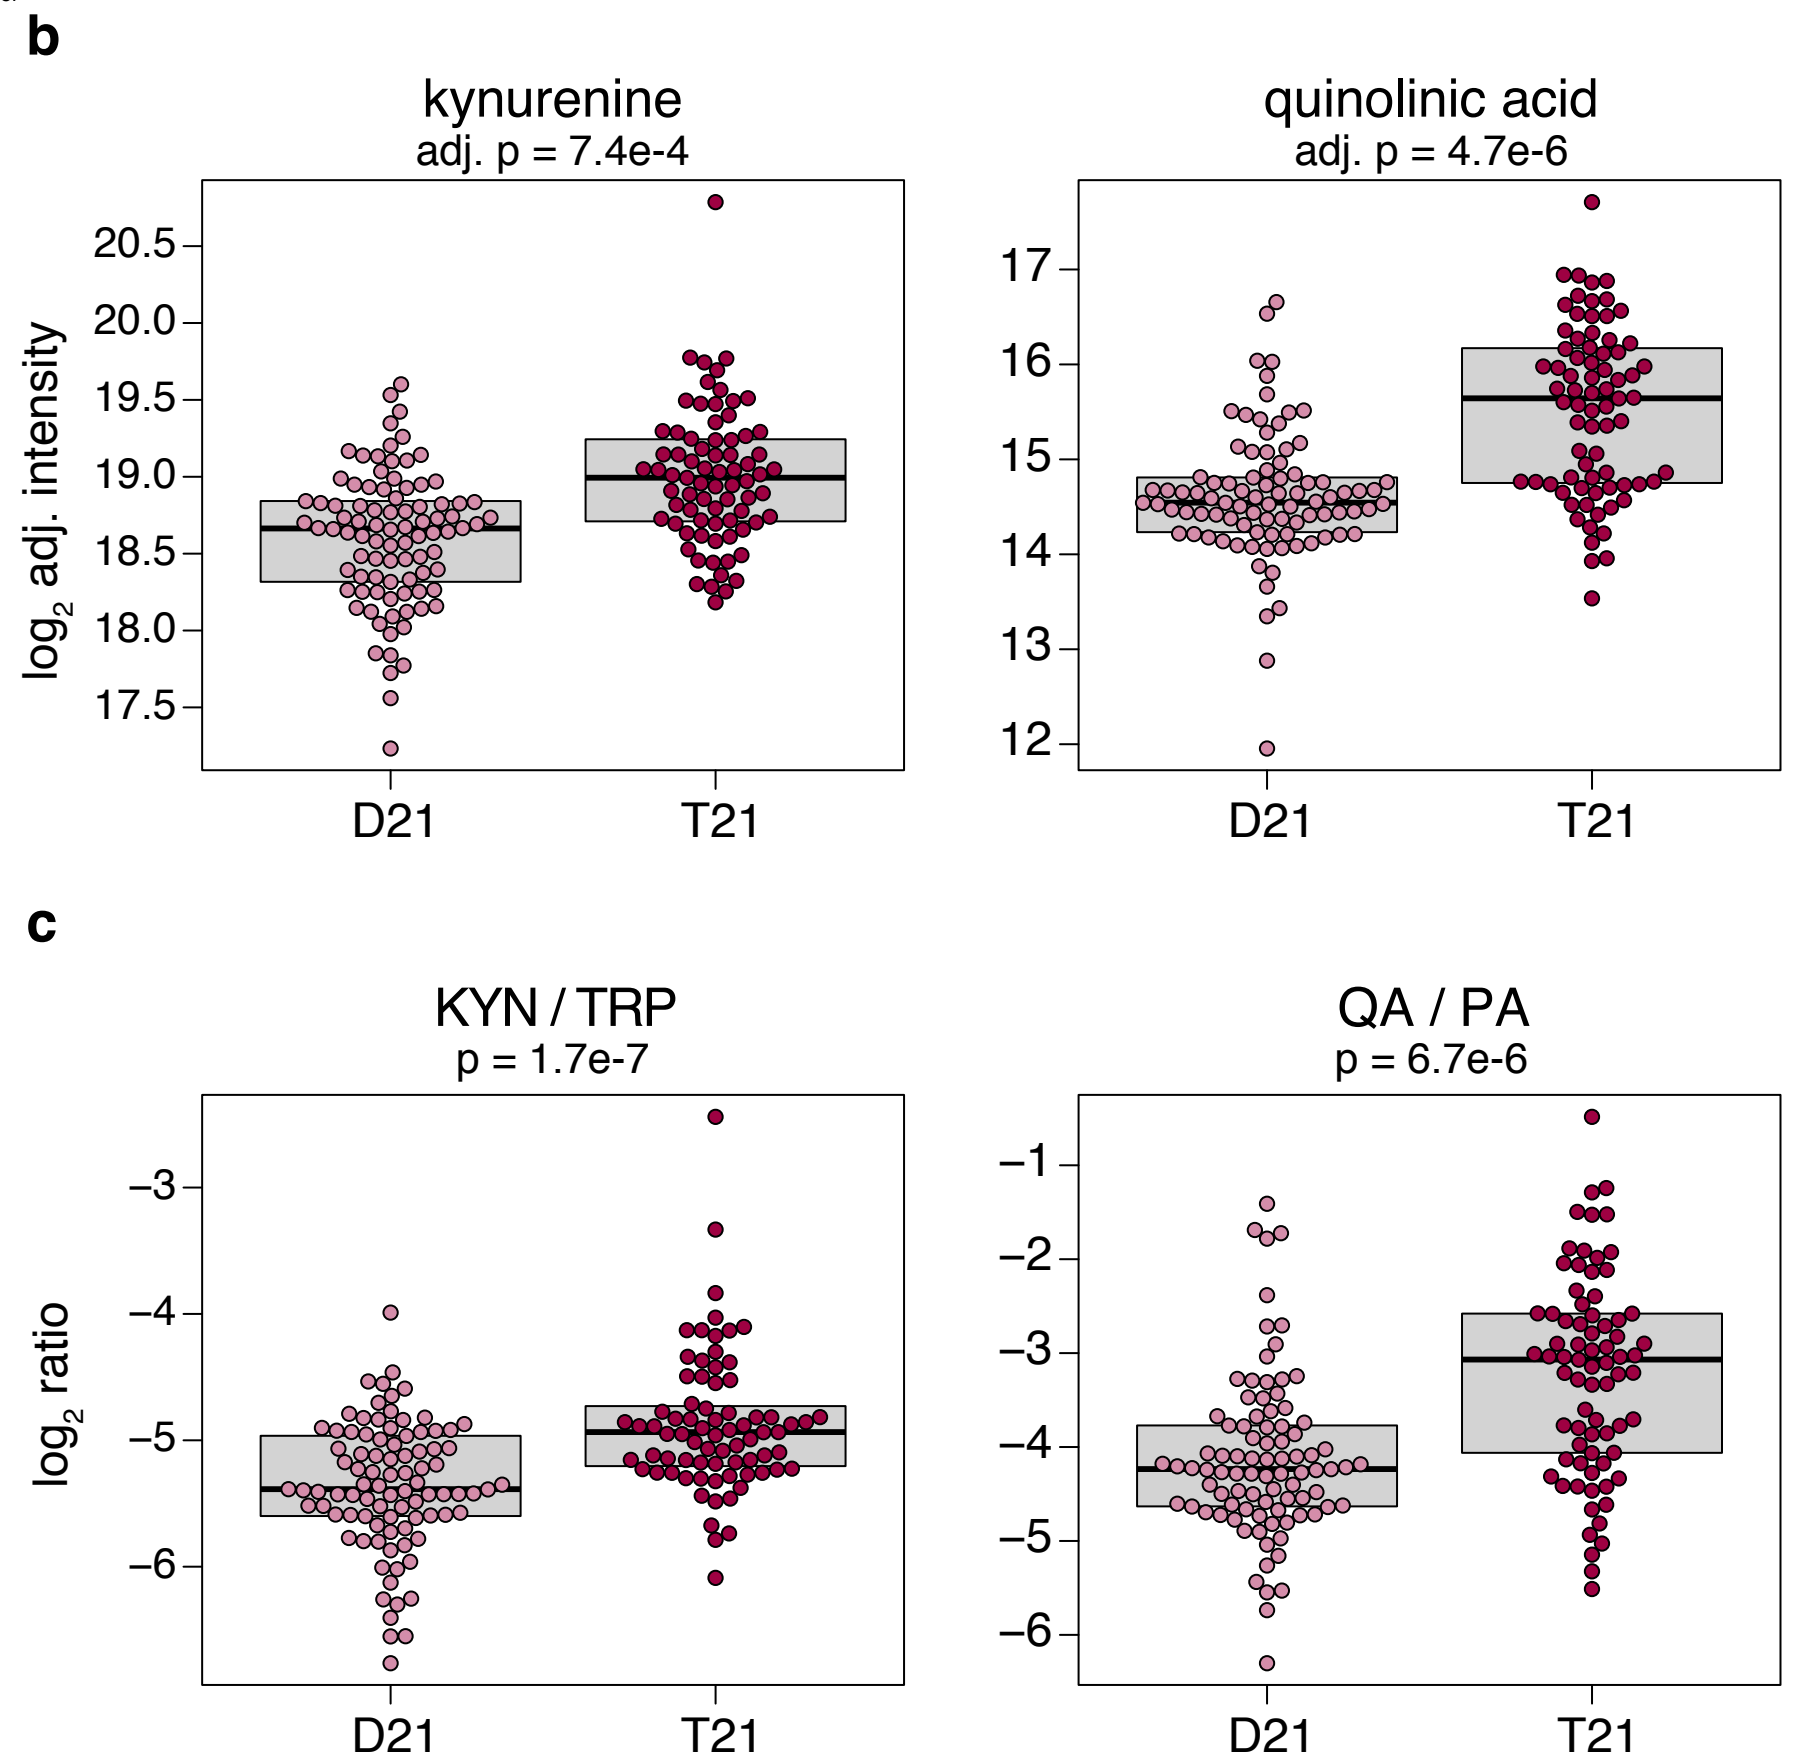 b
kynurenine
adj. p = 7.4e-4
quinolinic acid
adj. p = 4.7e-6
log2 adj. intensity
20.5
20.0
19.5
19.0
18.5
18.0
17.5
D21
T21
17
16
15
14
13
12
D21
T21
c
KYN / TRP
p = 1.7e-7
QA / PA
p = 6.7e-6
log2 ratio
−3
−4
−5
−6
D21
T21
−1
−2
−3
−4
−5
−6
D21
T21